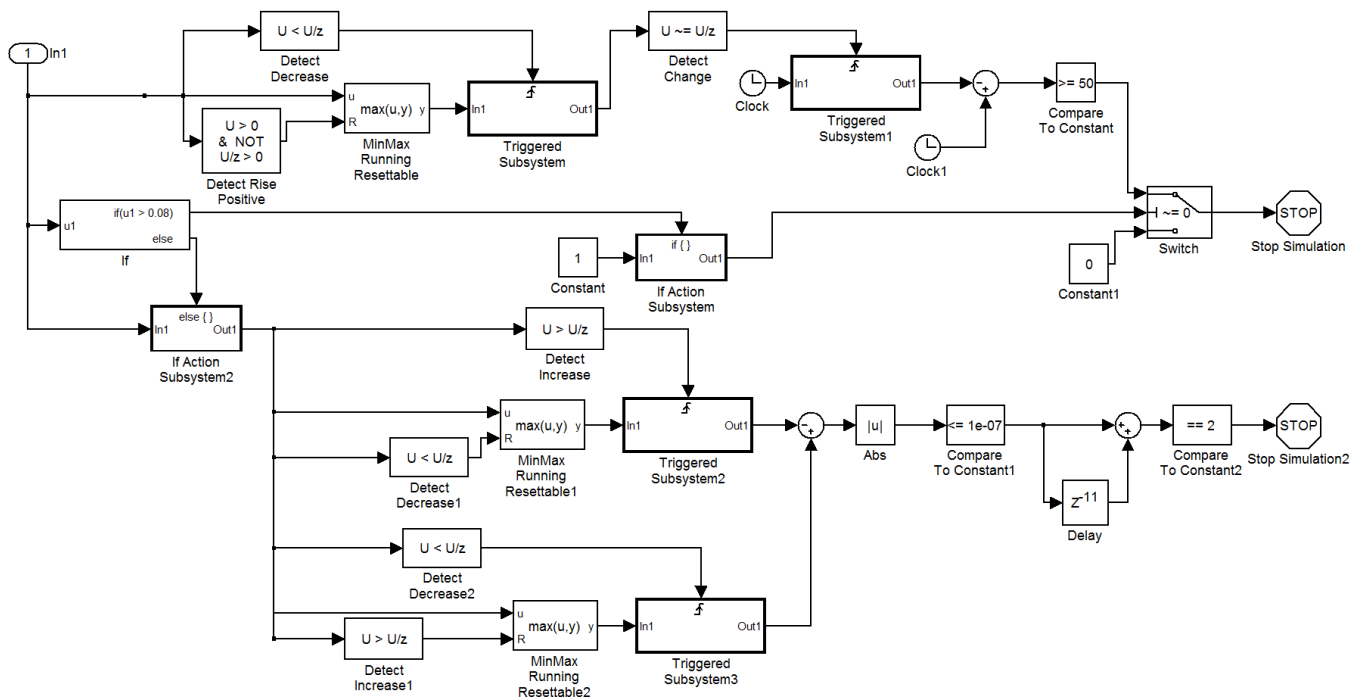 1
In1
U < U/z
Detect
Decrease
U > 0
& NOT
U/z > 0
Detect Rise
Positive
u
R
max(u,y)
y
MinMax
Running
Resettable
In1
Out1
Triggered
Subsystem
U ~= U/z
Detect
Change
Clock
In1
Out1
Triggered
Subsystem1
-
+
Clock1
>= 50
Compare
To Constant
u1
if(u1 > 0.08)
else
If
1
Constant
if { }
In1
Out1
If Action
Subsystem
~= 0
Switch
0
Constant1
STOP
Stop Simulation
else { }
In1
Out1
If Action
Subsystem2
U > U/z
Detect
Increase
u
R
max(u,y)
y
MinMax
Running
Resettable1
U < U/z
Detect
Decrease1
In1
Out1
Triggered
Subsystem2
-
+
|u|
Abs
<= 1e-07
Compare
To Constant1
Z-11
Delay
+
+
== 2
Compare
To Constant2
STOP
Stop Simulation2
U < U/z
Detect
Decrease2
U > U/z
Detect
Increase1
u
R
max(u,y)
y
MinMax
Running
Resettable2
In1
Out1
Triggered
Subsystem3